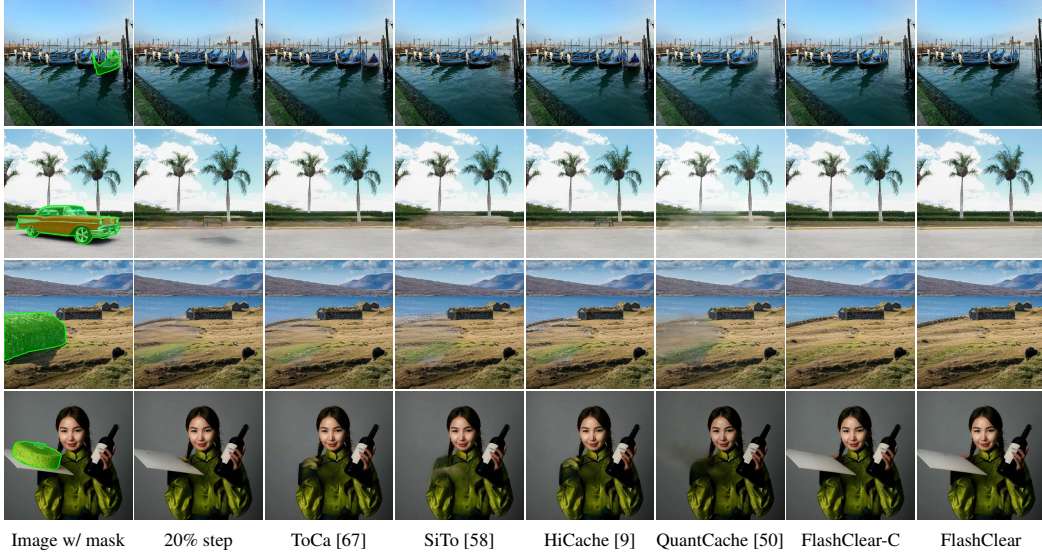 Image w/ mask 20% step ToCa [67] SiTo [58] HiCache [9] QuantCache [50] FlashClear-C FlashClear